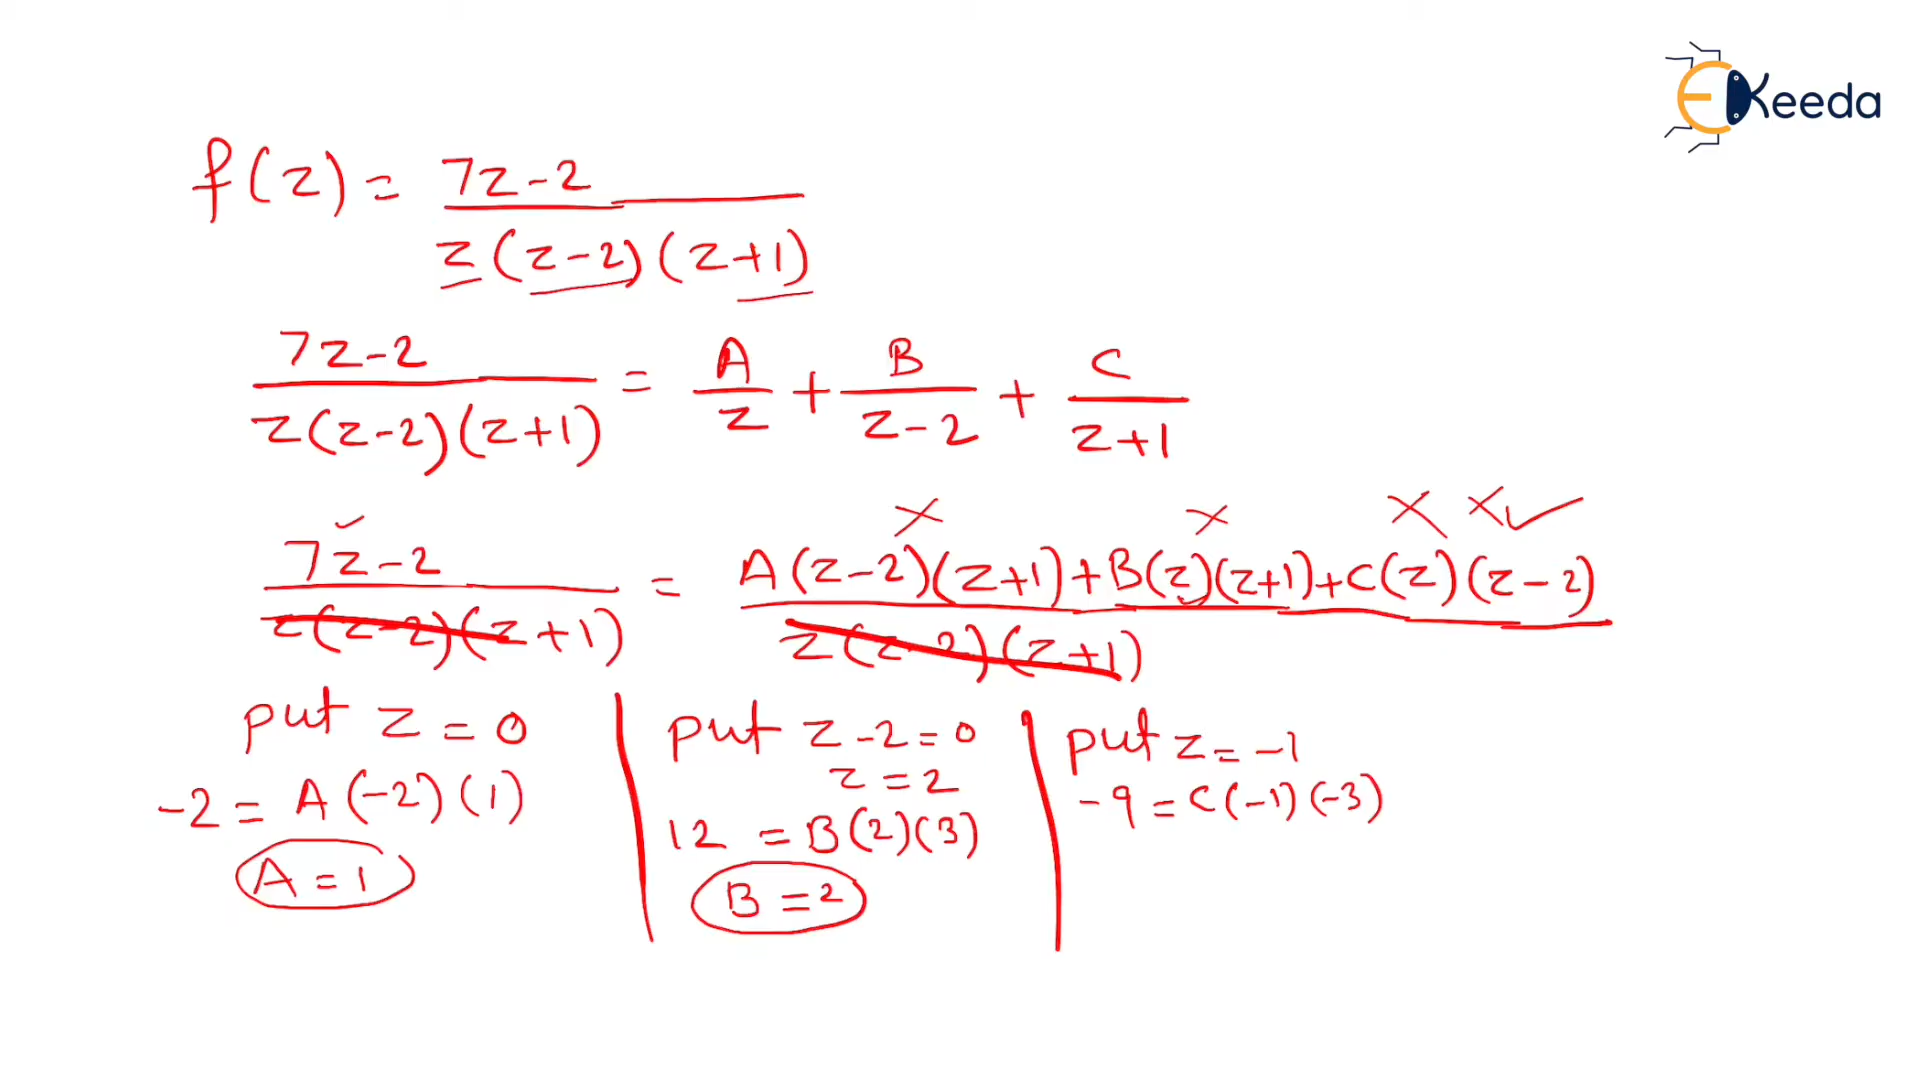 EKeeda
f(z) = 7z-2 / z(z-2)(z+1)
7z-2 / z(z-2)(z+1) = A/z + B/z-2 + C/z+1
7z-2 / z(z-2)(z+1) = A(z-2)(z+1)+B(z)(z+1)+C(z)(z-2) / z(z-2)(z+1)
put z = 0
-2 = A(-2)(1)
A = 1
put z-2=0
z = 2
12 = B(2)(3)
B = 2
put z = -1
-9 = C(-1)(-3)